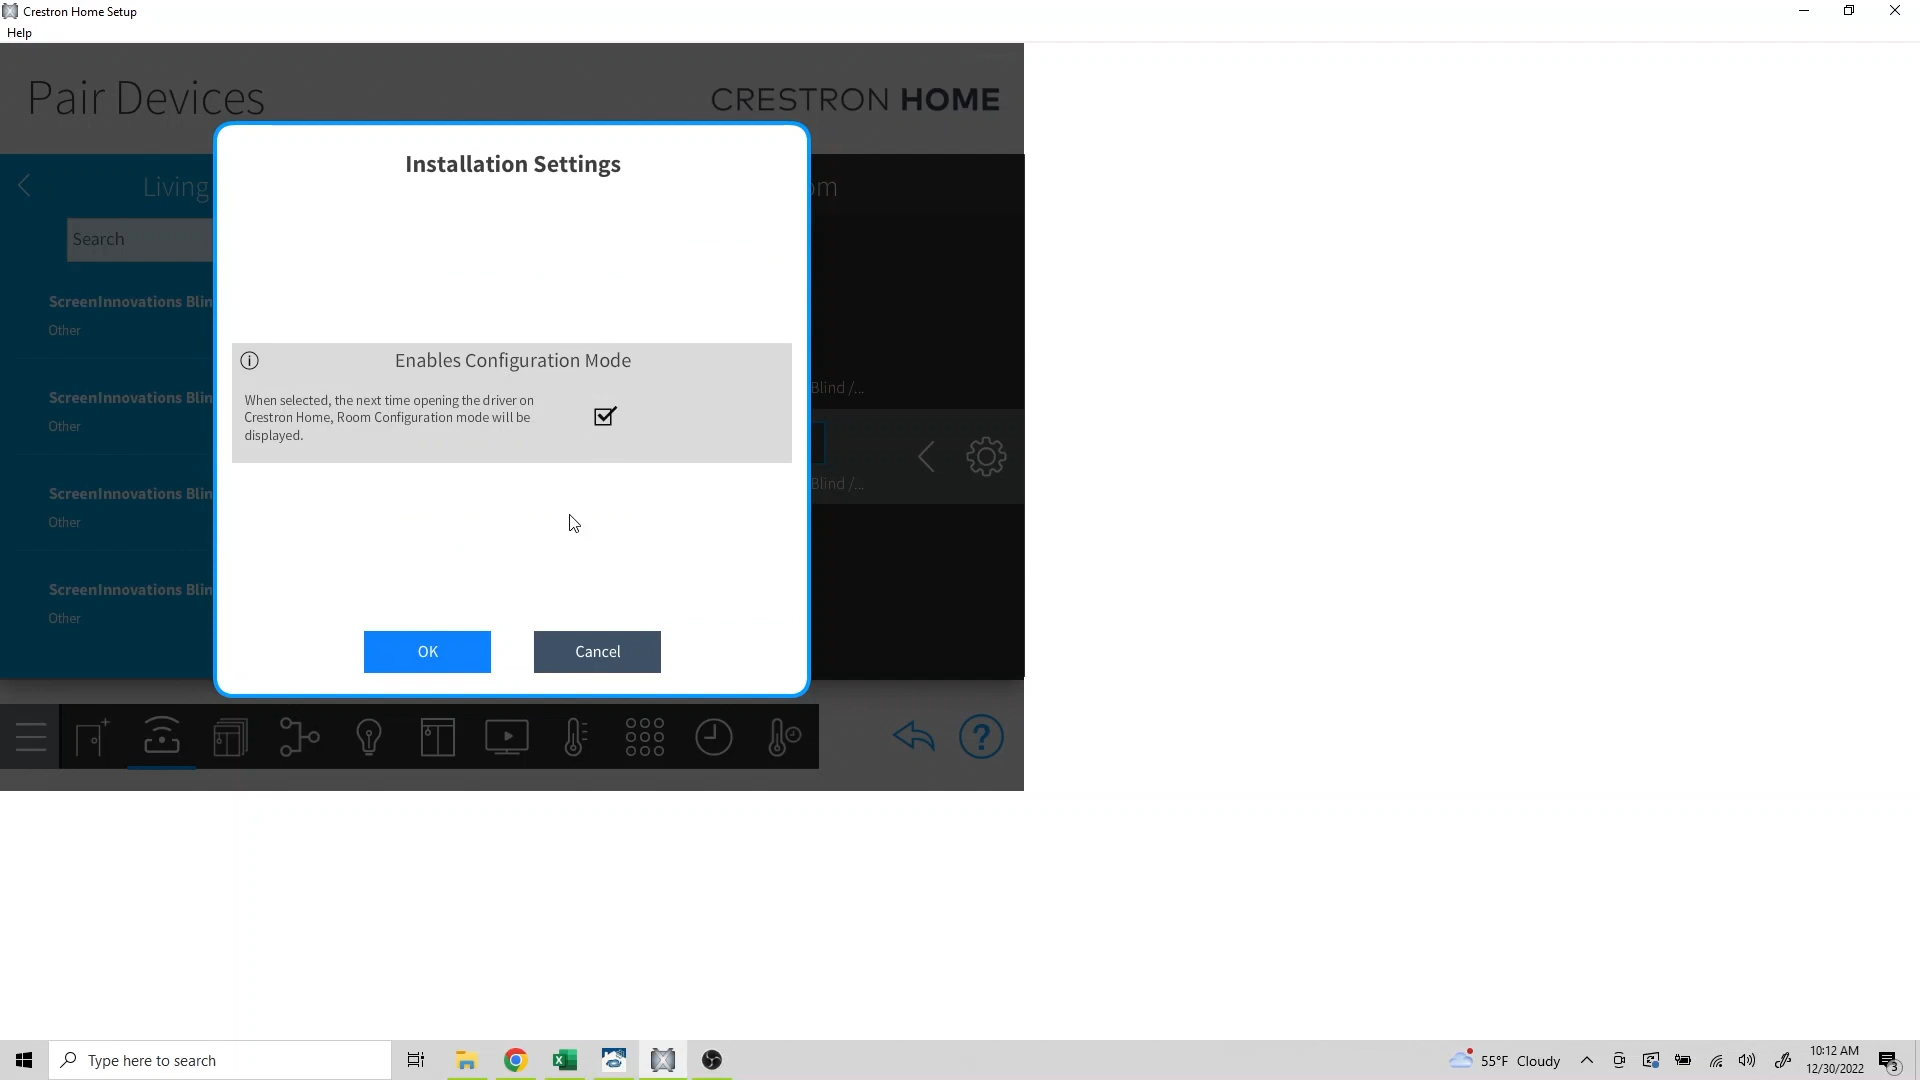 Crestron Home Setup
Help
Pair Devices
CRESTRON HOME
Living
om
Search
Installation Settings
ScreenInnovations Blin
Other
Enables Configuration Mode
When selected, the next time opening the driver on
Crestron Home, Room Configuration mode will be
displayed.
Blind /...
ScreenInnovations Blin
Other
Blind /...
ScreenInnovations Blin
Other
ScreenInnovations Blin
Other
OK
Cancel
?
Type here to search
55°F Cloudy
10:12 AM
12/30/2022
3